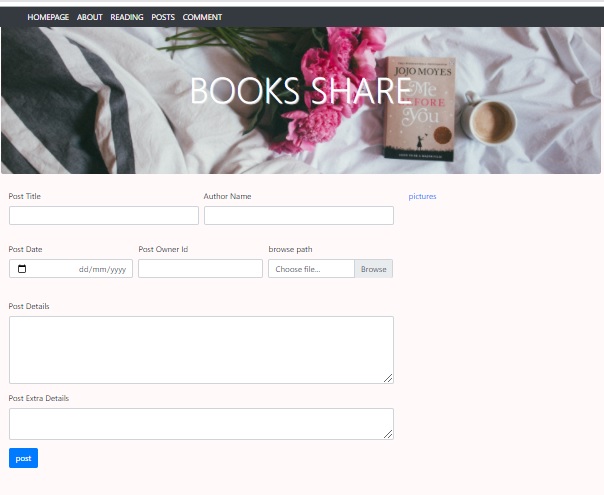 HOMEPAGE ABOUT READING POSTS COMMENT
BOOKS SHARE
JOJO MOYES
Me
BEFORE
You
Post Title Author Name pictures
Post Date Post Owner Id browse path
dd/mm/yyyy Choose file... Browse
Post Details
Post Extra Details
post